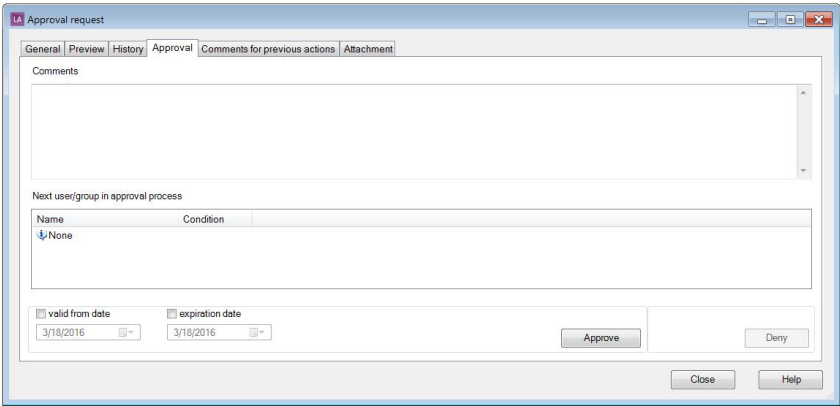 LA Approval request
General Preview History Approval Comments for previous actions Attachment
Comments
Next user/group in approval process
Name Condition
None
valid from date expiration date
3/18/2016 3/18/2016
Approve Deny
Close Help